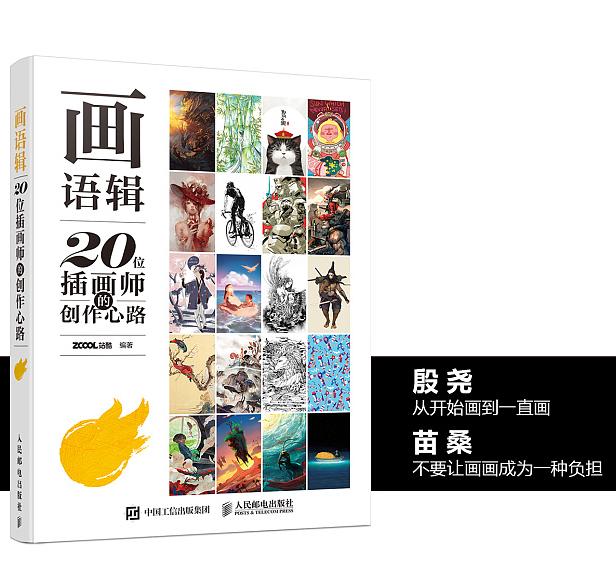 画语辑
20位插画师的创作心路
人民邮电出版社
画
语辑
20位
插画师
的
创作心路
ZCOOL站酷 编著
中国工信出版集团
人民邮电出版社
POSTS & TELECOM PRESS
殷尧
从开始画到一直画
苗桑
不要让画画成为一种负担